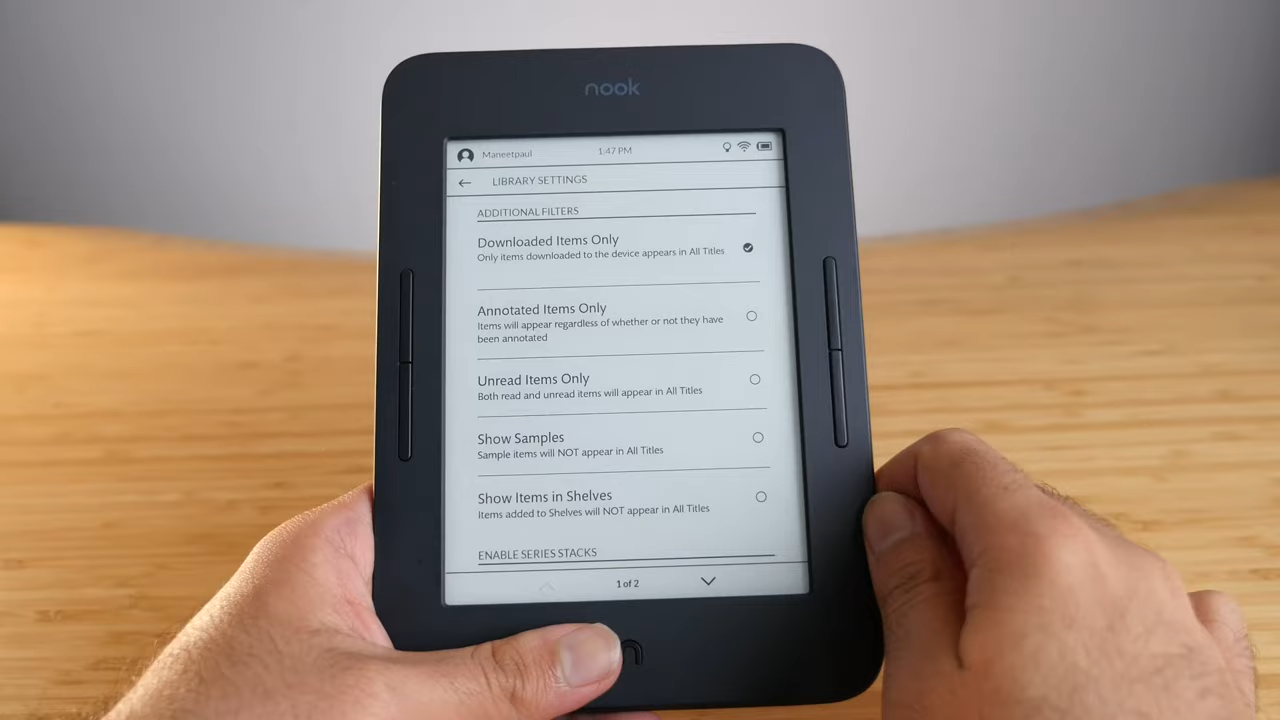 nook
Maneetpaul 1:47 PM
LIBRARY SETTINGS
ADDITIONAL FILTERS
Downloaded Items Only
Only items downloaded to the device appears in All Titles
Annotated Items Only
Items will appear regardless of whether or not they have
been annotated
Unread Items Only
Both read and unread items will appear in All Titles
Show Samples
Sample items will NOT appear in All Titles
Show Items in Shelves
Items added to Shelves will NOT appear in All Titles
ENABLE SERIES STACKS
1 of 2
n